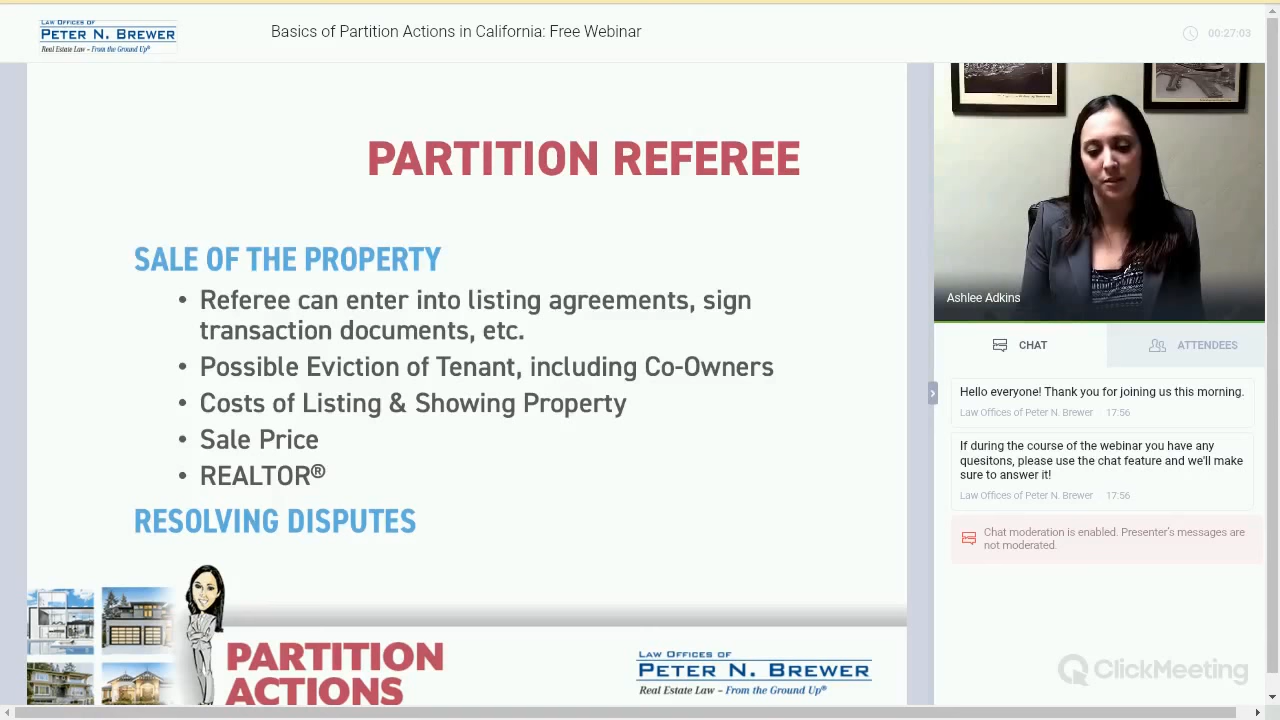 LAW OFFICES OF
PETER N. BREWER
Real Estate Law – From the Ground Up®
Basics of Partition Actions in California: Free Webinar
00:27:03
PARTITION REFEREE
SALE OF THE PROPERTY
• Referee can enter into listing agreements, sign
transaction documents, etc.
• Possible Eviction of Tenant, including Co-Owners
• Costs of Listing & Showing Property
• Sale Price
• REALTOR®
RESOLVING DISPUTES
PARTITION
ACTIONS
LAW OFFICES OF
PETER N. BREWER
Real Estate Law – From the Ground Up®
Ashlee Adkins
CHAT
ATTENDEES
Hello everyone! Thank you for joining us this morning.
Law Offices of Peter N. Brewer 17:56
If during the course of the webinar you have any
quesitons, please use the chat feature and we'll make
sure to answer it!
Law Offices of Peter N. Brewer 17:56
Chat moderation is enabled. Presenter's messages are
not moderated.
ClickMeeting